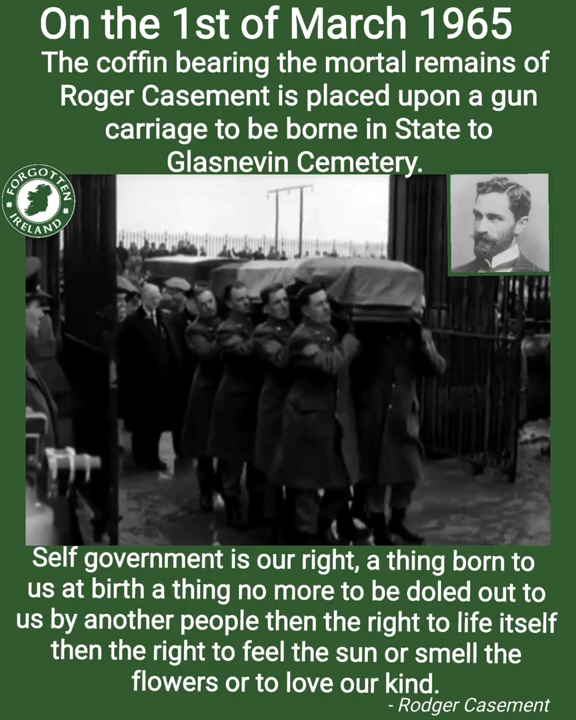 On the 1st of March 1965
The coffin bearing the mortal remains of
Roger Casement is placed upon a gun
carriage to be borne in State to
Glasnevin Cemetery.
FORGOTTEN
IRELAND
Self government is our right, a thing born to
us at birth a thing no more to be doled out to
us by another people then the right to life itself
then the right to feel the sun or smell the
flowers or to love our kind.
- Rodger Casement